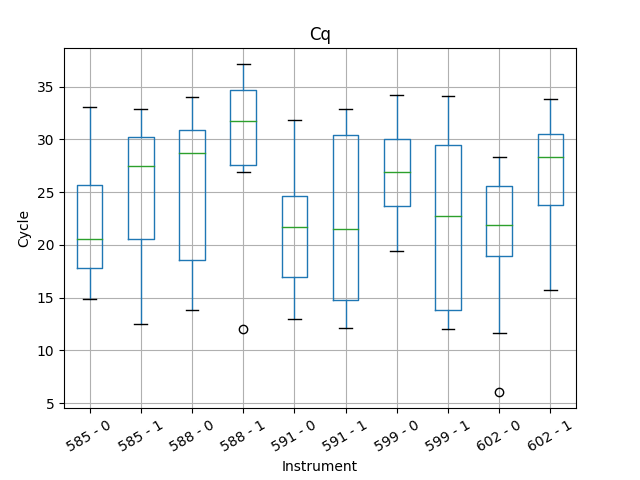 Cq
35
30
25
20
15
10
5
Cycle
585 - 0
585 - 1
588 - 0
588 - 1
591 - 0
591 - 1
599 - 0
599 - 1
602 - 0
602 - 1
Instrument